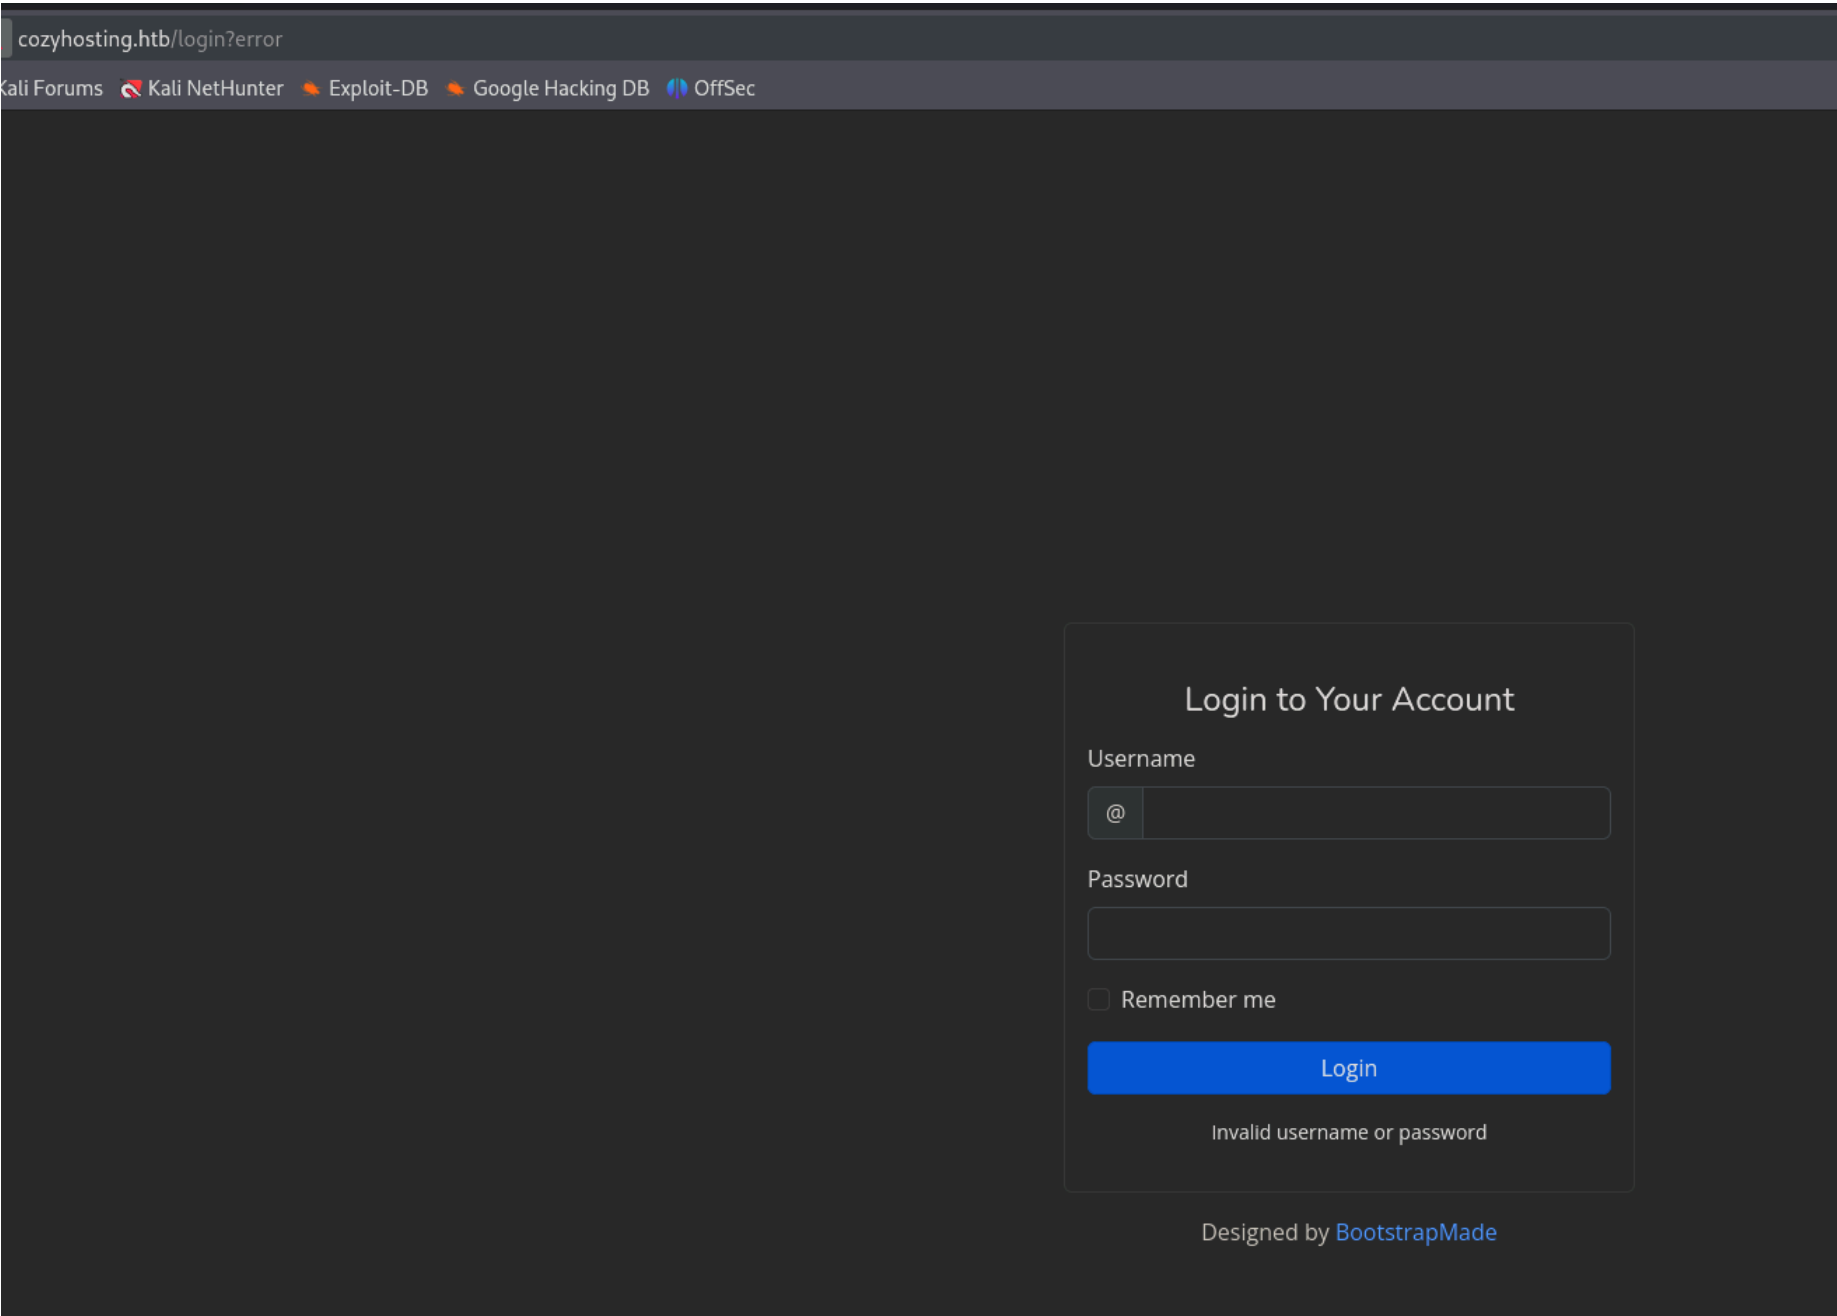 cozyhosting.htb/login?error
Kali Forums Kali NetHunter Exploit-DB Google Hacking DB OffSec
Login to Your Account
Username
@
Password
Remember me
Login
Invalid username or password
Designed by BootstrapMade